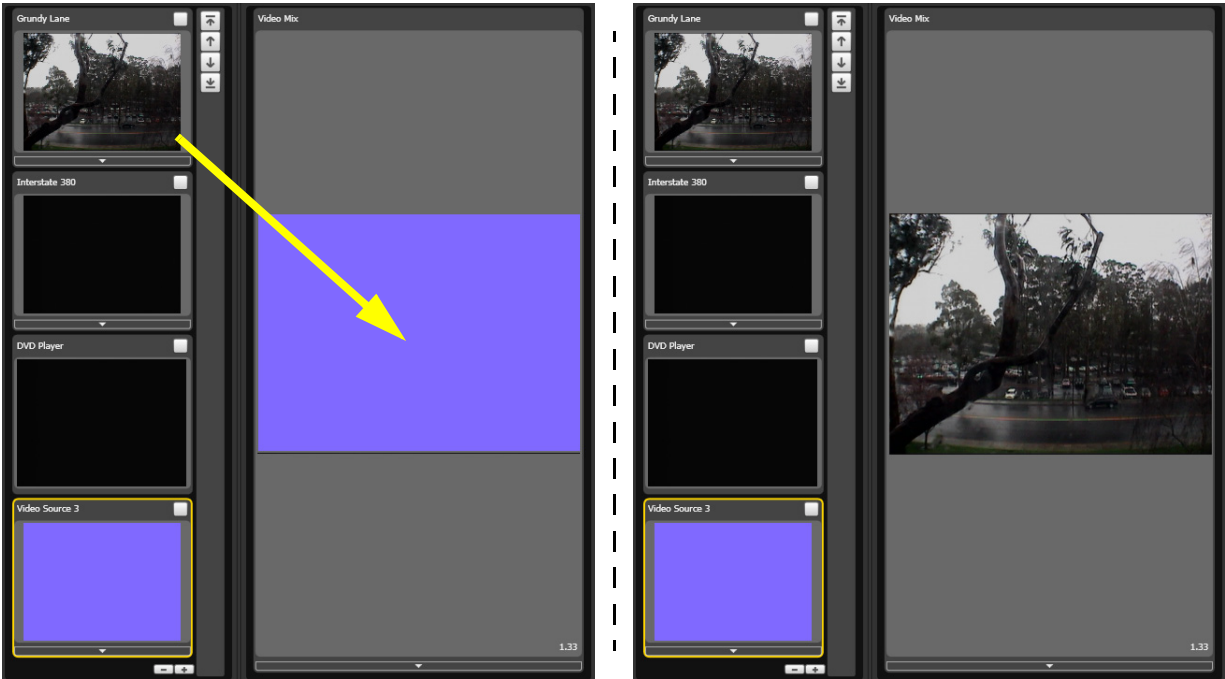 Grundy Lane
Video Mix
Interstate 380
DVD Player
Video Source 3
1.33
Grundy Lane
Video Mix
Interstate 380
DVD Player
Video Source 3
1.33